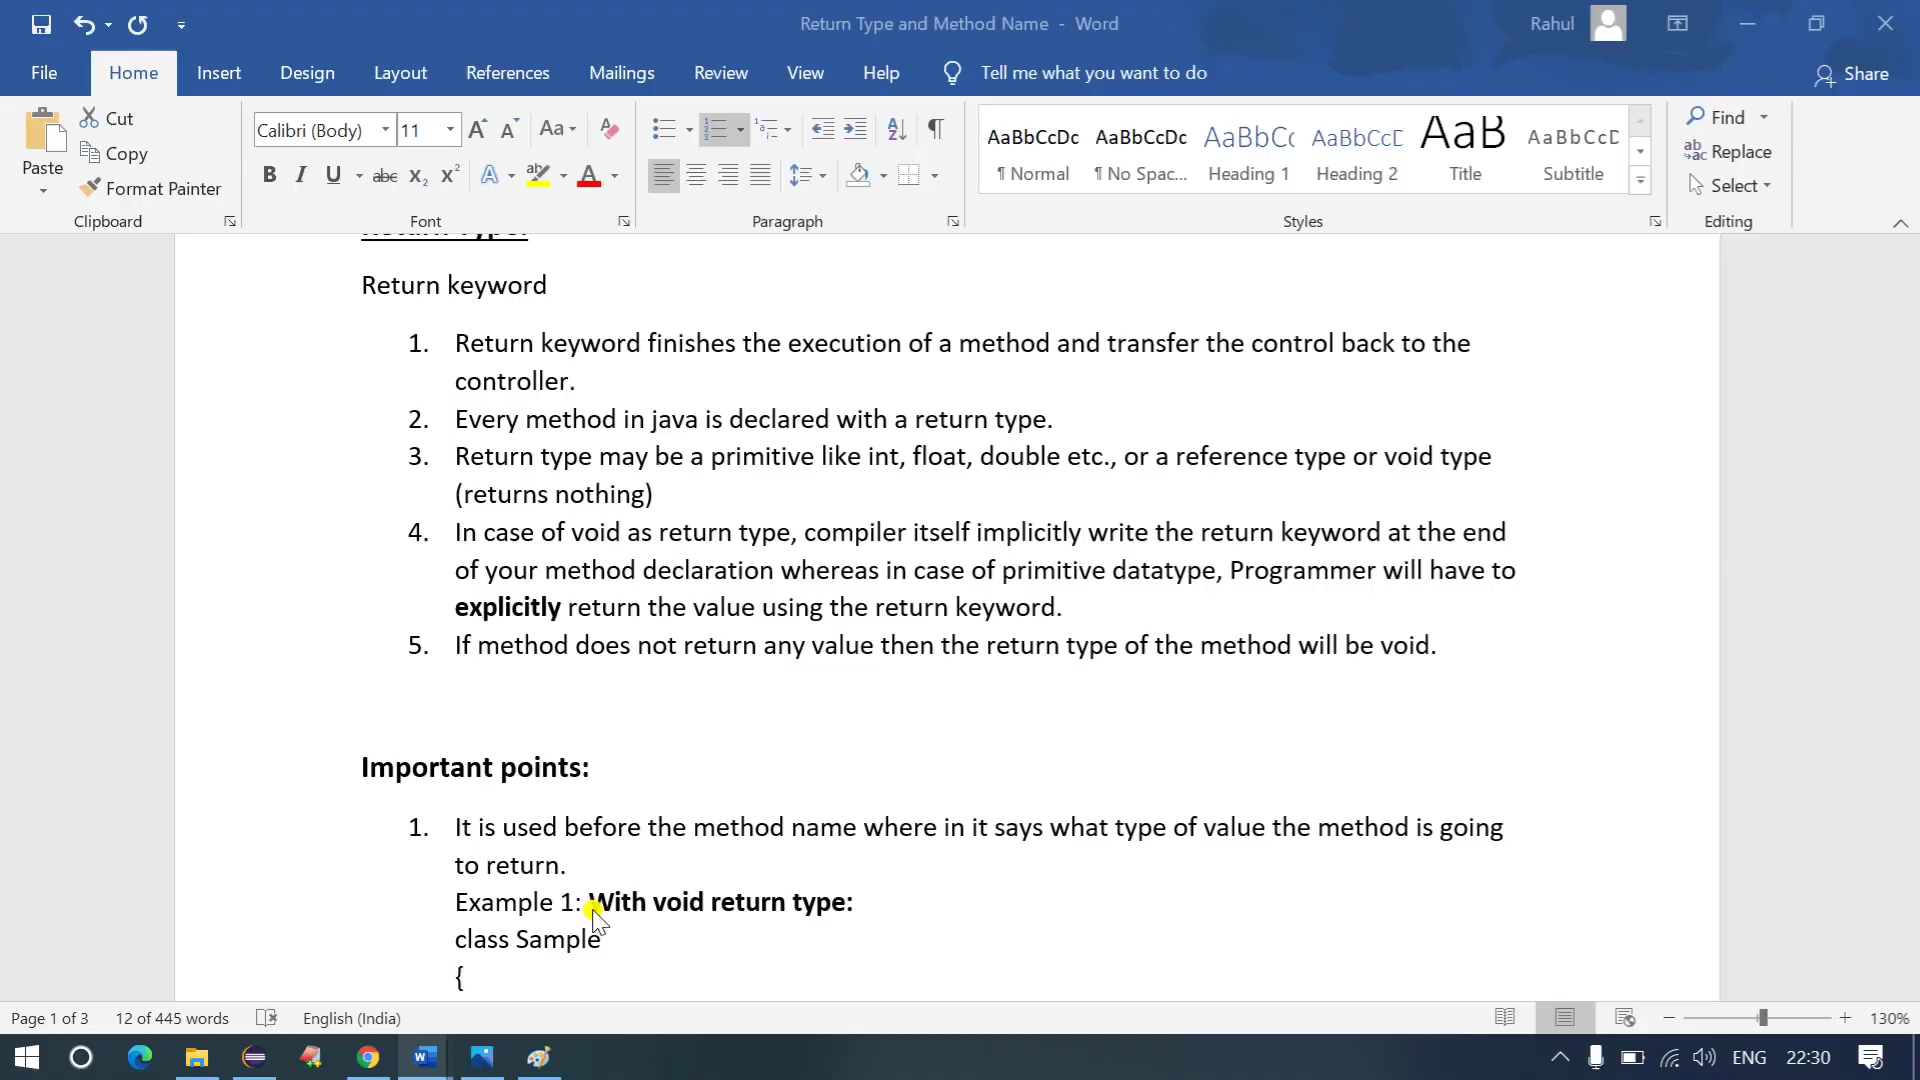 Return Type and Method Name - Word
Rahul
File Home Insert Design Layout References Mailings Review View Help Tell me what you want to do Share
Paste
Cut
Copy
Format Painter
Clipboard
Calibri (Body) 11
Font
Paragraph
AaBbCcDc AaBbCcDc AaBbCc AaBbCcD AaB AaBbCcD
¶ Normal ¶ No Spac... Heading 1 Heading 2 Title Subtitle
Styles
Find
Replace
Select
Editing
Return Type:
Return keyword
1. Return keyword finishes the execution of a method and transfer the control back to the
controller.
2. Every method in java is declared with a return type.
3. Return type may be a primitive like int, float, double etc., or a reference type or void type
(returns nothing)
4. In case of void as return type, compiler itself implicitly write the return keyword at the end
of your method declaration whereas in case of primitive datatype, Programmer will have to
explicitly return the value using the return keyword.
5. If method does not return any value then the return type of the method will be void.
Important points:
1. It is used before the method name where in it says what type of value the method is going
to return.
Example 1: With void return type:
class Sample
{
Page 1 of 3 12 of 445 words English (India) 130%
ENG 22:30